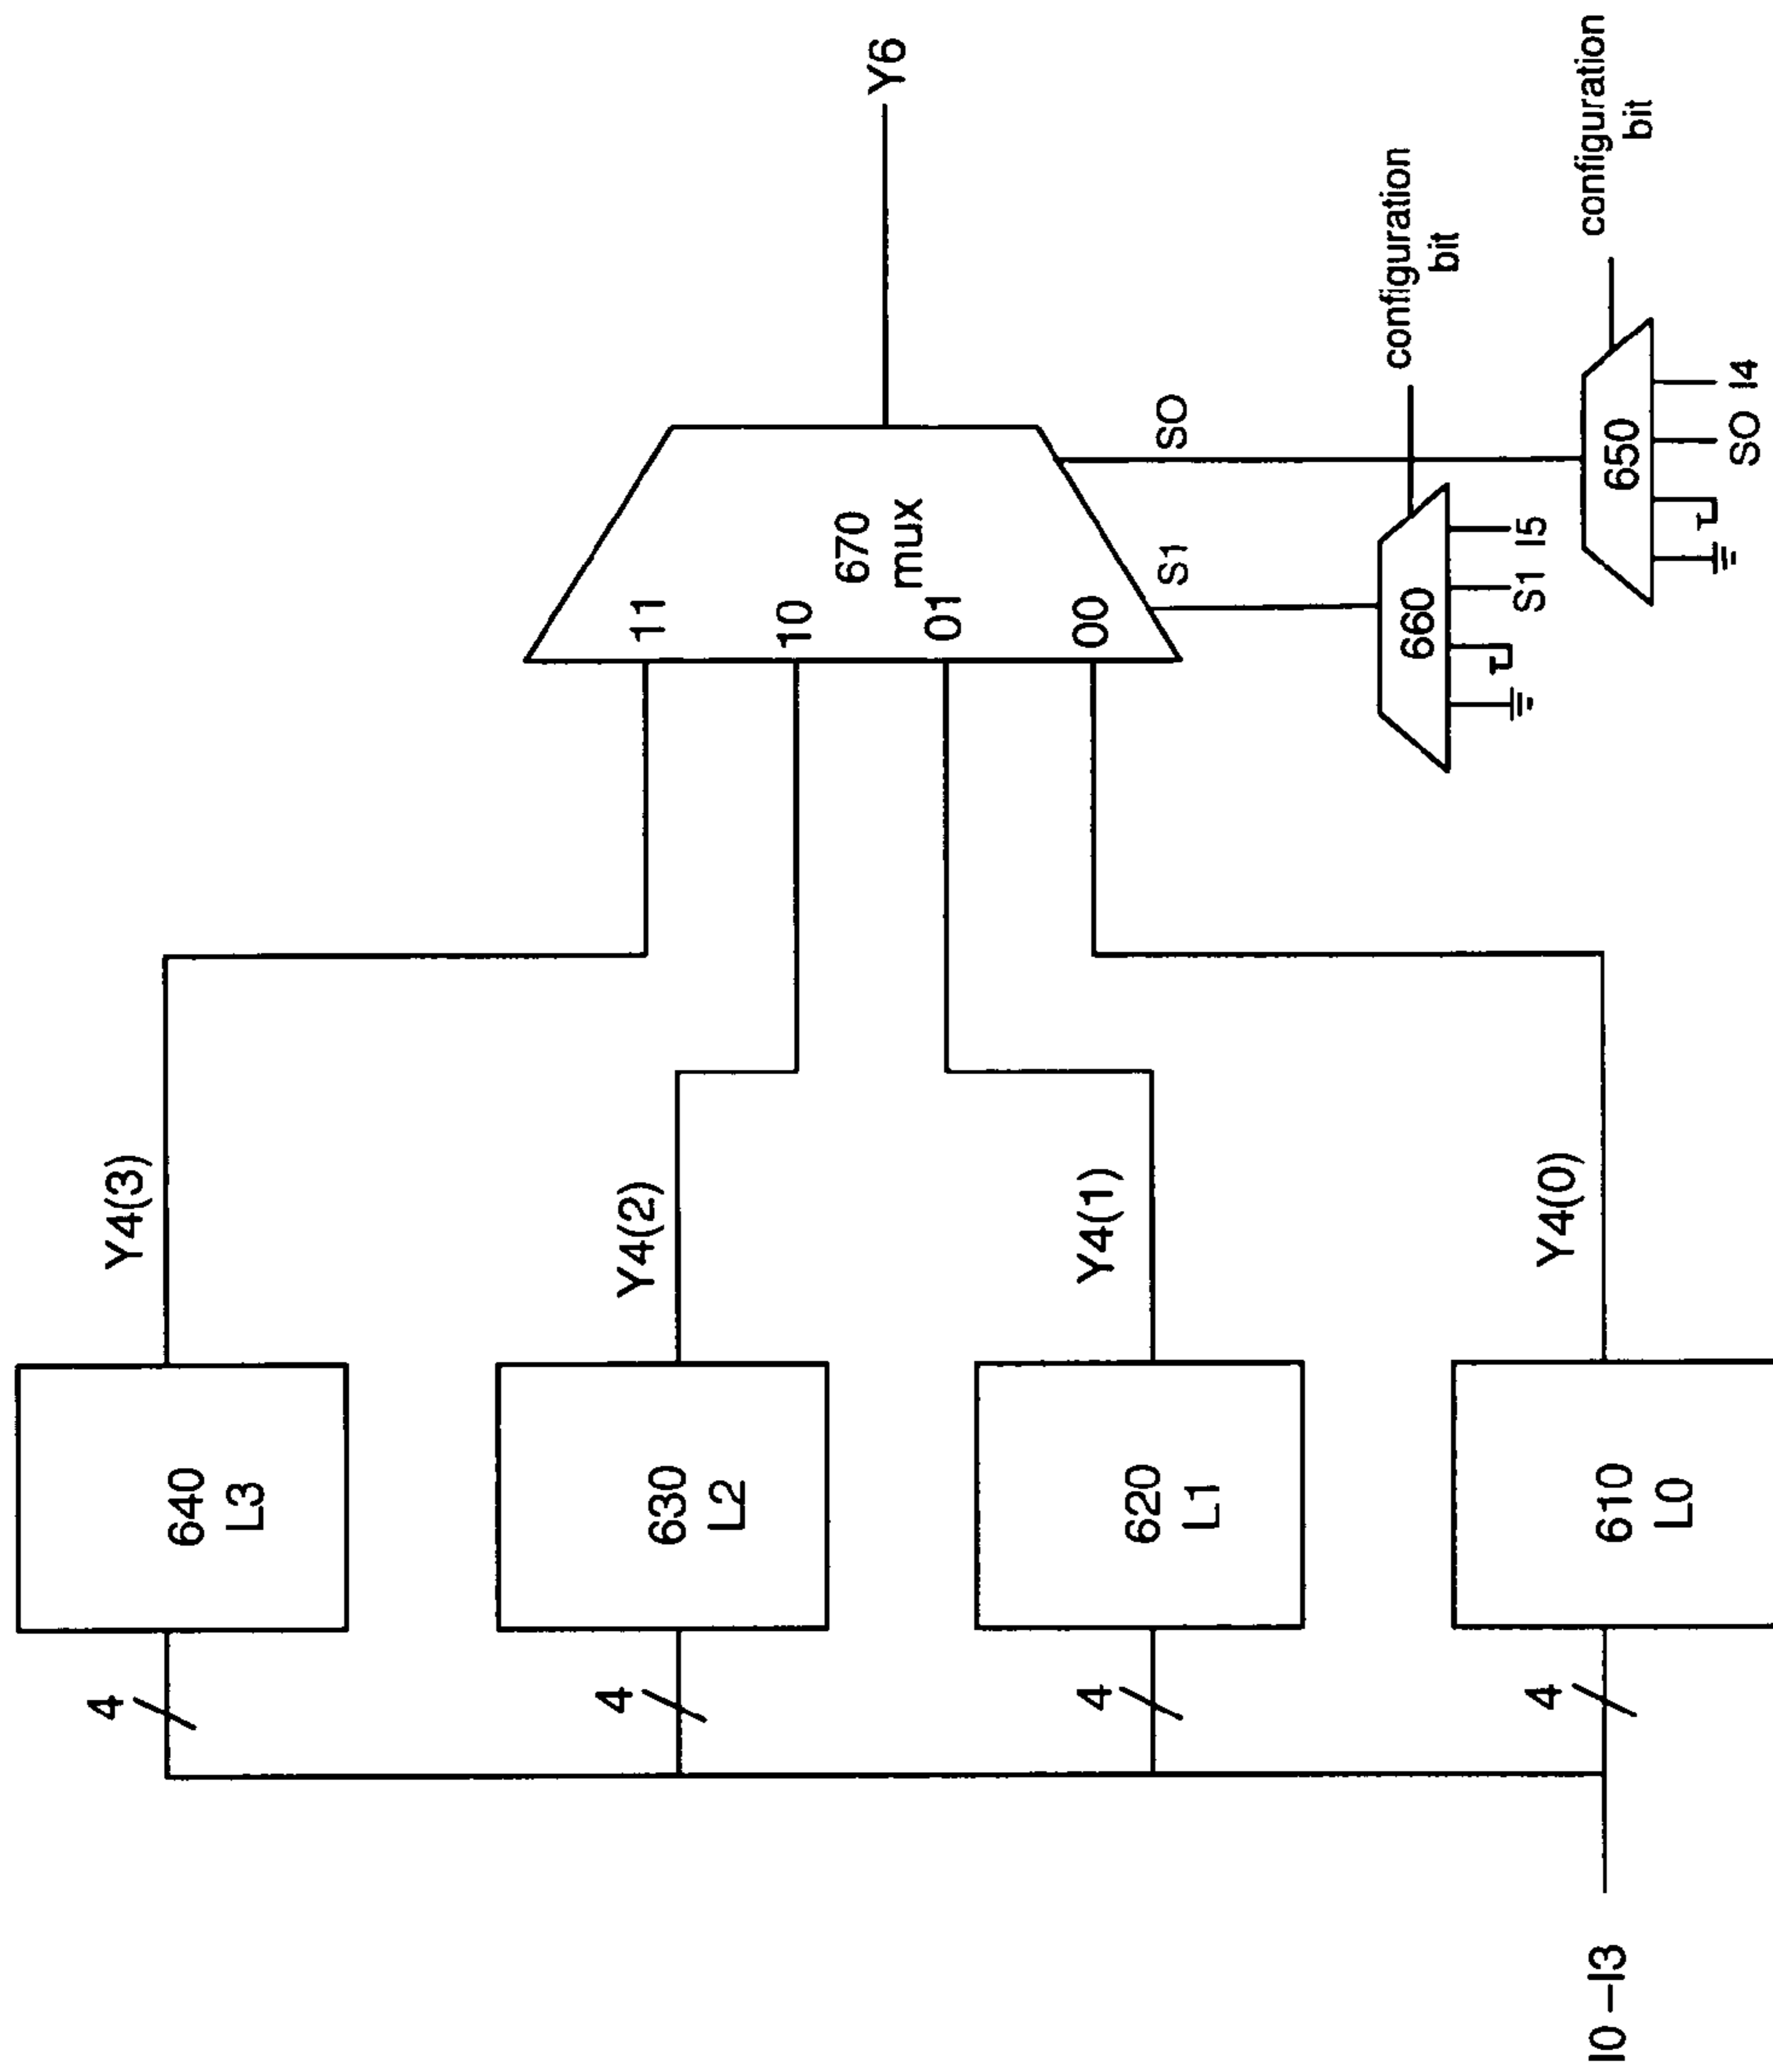 Y4(3)
Y4(2)
Y4(1)
Y4(0)
640
L3
630
L2
620
L1
610
L0
4
4
4
4
I0–I3
11
10
01
00
670
mux
Y6
S1
SO
660
S1
I5
configuration
bit
650
SO
I4
configuration
bit